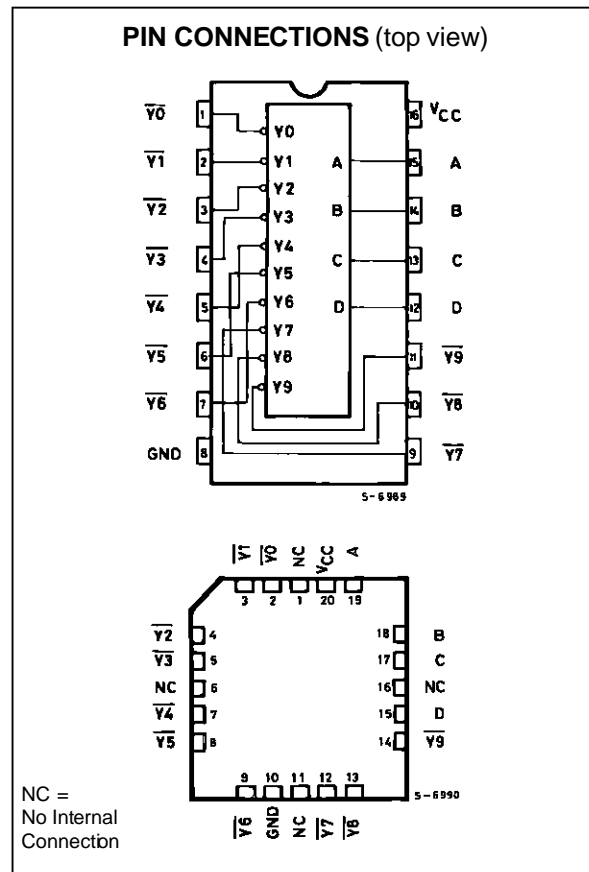 PIN CONNECTIONS (top view)
Y0 1 Y0 16 VCC
Y1 2 Y1 A 15 A
Y2 3 Y2 B 14 B
Y3 4 Y3 C 13 C
Y4 5 Y4 D 12 D
Y5 6 Y5 11 Y9
Y6 7 Y6 10 Y8
GND 8 Y7 9 Y7
Y8
Y9
S-6989
Y1 Y0 NC VCC A
3 2 1 20 19
Y2 4 18 B
Y3 5 17 C
NC 6 16 NC
Y4 7 15 D
Y5 8 14 Y9
9 10 11 12 13
S-6990
Y6 GND NC Y7 Y8
NC =
No Internal
Connection